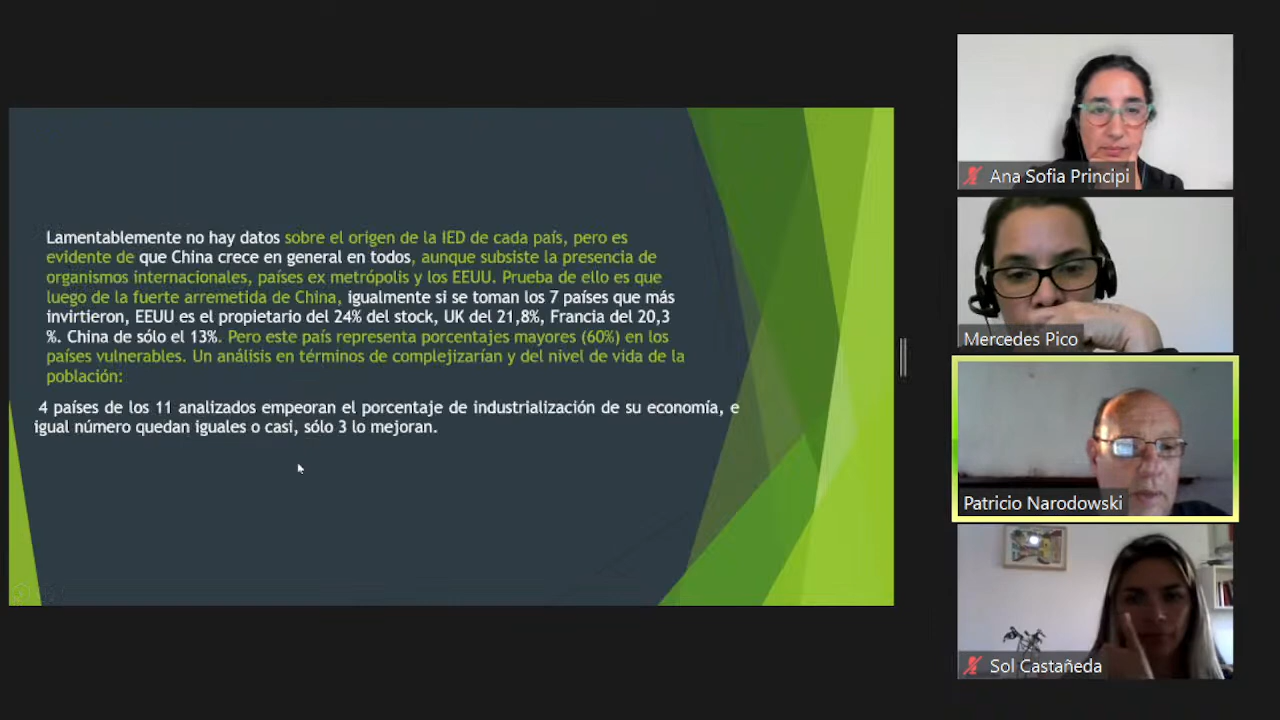 Lamentablemente no hay datos sobre el origen de la IED de cada país, pero es
evidente de que China crece en general en todos, aunque subsiste la presencia de
organismos internacionales, países ex metrópolis y los EEUU. Prueba de ello es que
luego de la fuerte arremetida de China, igualmente si se toman los 7 países que más
invirtieron, EEUU es el propietario del 24% del stock, UK del 21,8%, Francia del 20,3
%. China de sólo el 13%. Pero este país representa porcentajes mayores (60%) en los
países vulnerables. Un análisis en términos de complejizarían y del nivel de vida de la
población:
4 países de los 11 analizados empeoran el porcentaje de industrialización de su economía, e
igual número quedan iguales o casi, sólo 3 lo mejoran.
Ana Sofia Principi
Mercedes Pico
Patricio Narodowski
Sol Castañeda